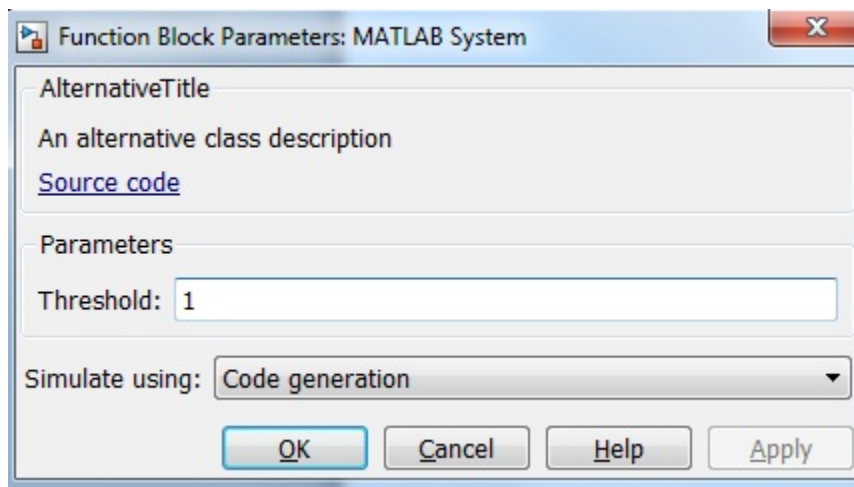 Function Block Parameters: MATLAB System
AlternativeTitle
An alternative class description
Source code
Parameters
Threshold: 1
Simulate using: Code generation
OK Cancel Help Apply